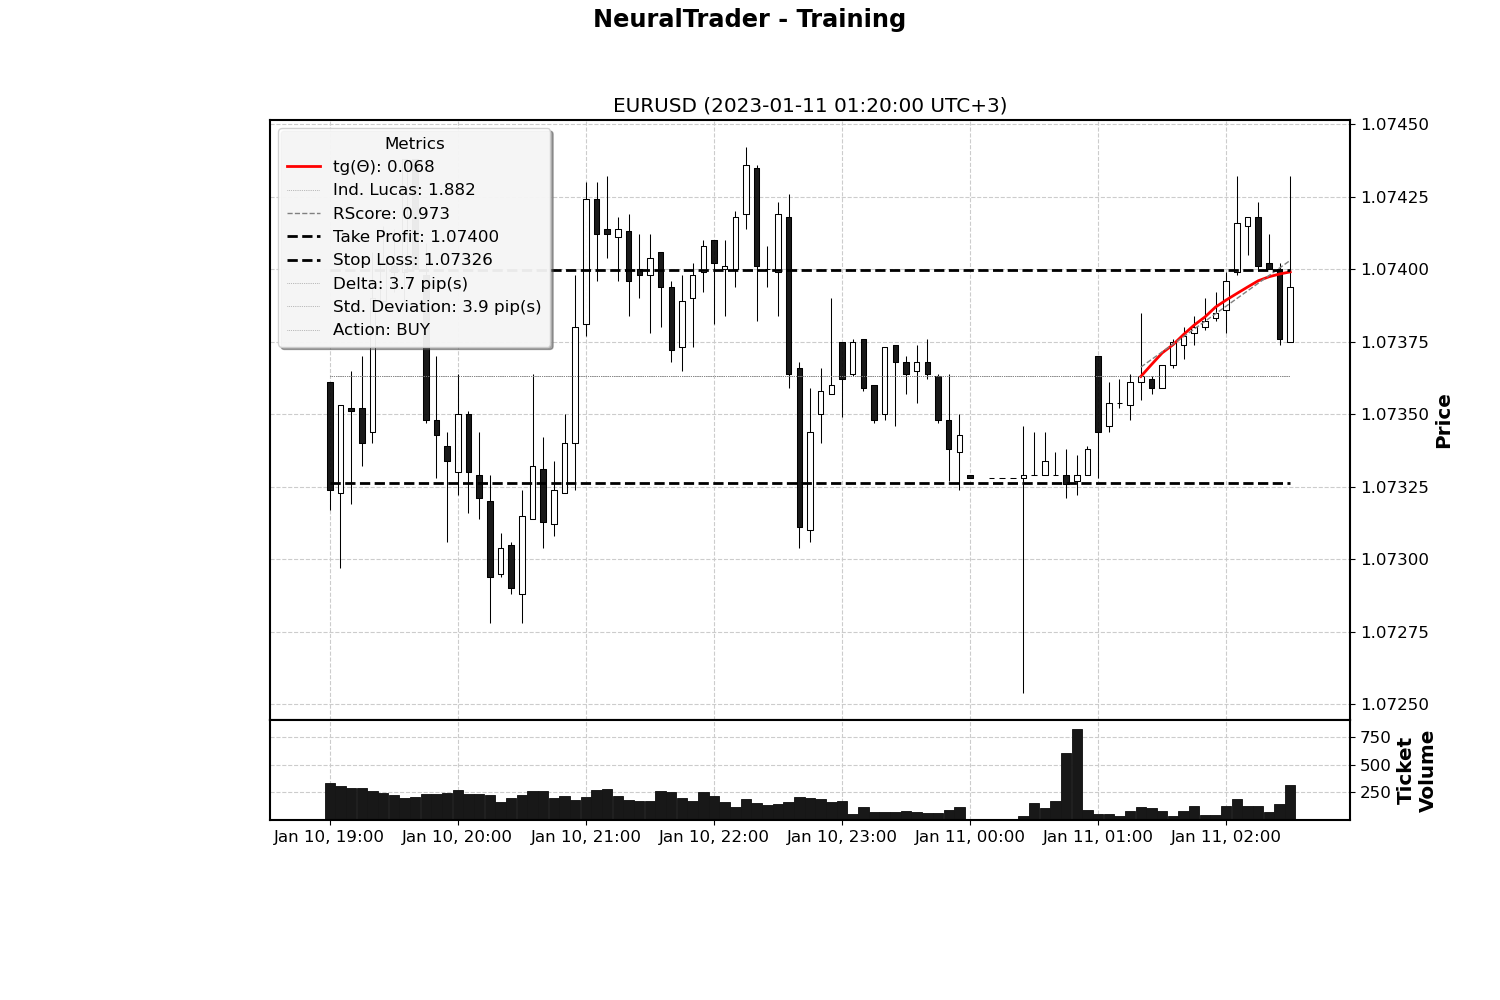 NeuralTrader - Training
EURUSD (2023-01-11 01:20:00 UTC+3)
Metrics
tg(Θ): 0.068
Ind. Lucas: 1.882
RScore: 0.973
Take Profit: 1.07400
Stop Loss: 1.07326
Delta: 3.7 pip(s)
Std. Deviation: 3.9 pip(s)
Action: BUY
1.07450
1.07425
1.07400
1.07375
1.07350
1.07325
1.07300
1.07275
1.07250
Price
750
500
250
Ticket
Volume
Jan 10, 19:00
Jan 10, 20:00
Jan 10, 21:00
Jan 10, 22:00
Jan 10, 23:00
Jan 11, 00:00
Jan 11, 01:00
Jan 11, 02:00